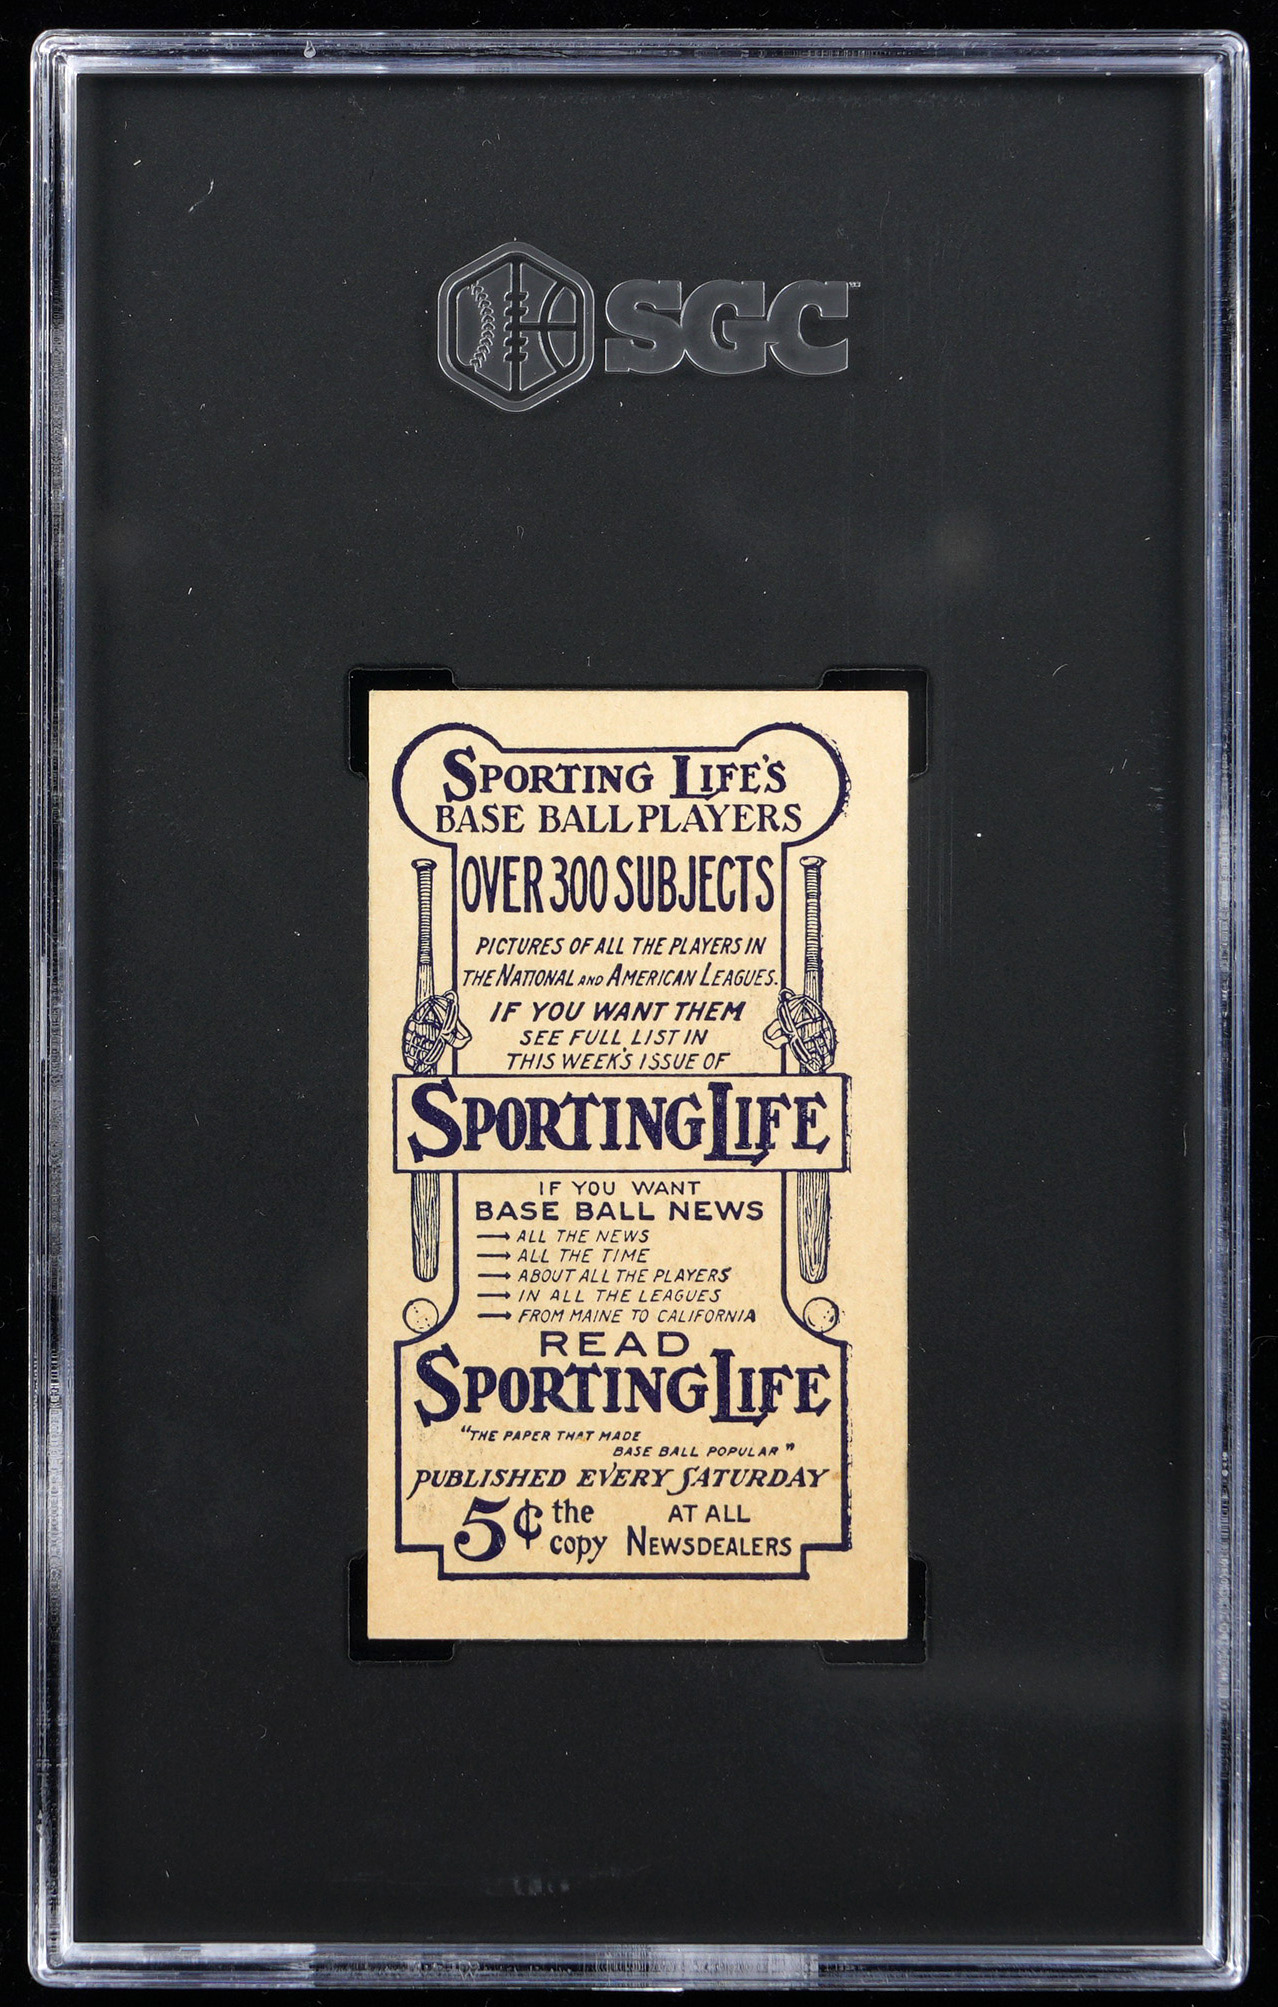 SGC
SPORTING LIFE'S
BASE BALL PLAYERS
OVER 300 SUBJECTS
PICTURES OF ALL THE PLAYERS IN
THE NATIONAL AND AMERICAN LEAGUES.
IF YOU WANT THEM
SEE FULL LIST IN
THIS WEEK'S ISSUE OF
SPORTING LIFE
IF YOU WANT
BASE BALL NEWS
→ ALL THE NEWS
→ ALL THE TIME
→ ABOUT ALL THE PLAYERS
→ IN ALL THE LEAGUES
→ FROM MAINE TO CALIFORNIA
READ
SPORTING LIFE
"THE PAPER THAT MADE
BASE BALL POPULAR"
PUBLISHED EVERY SATURDAY
5¢ the copy AT ALL NEWSDEALERS